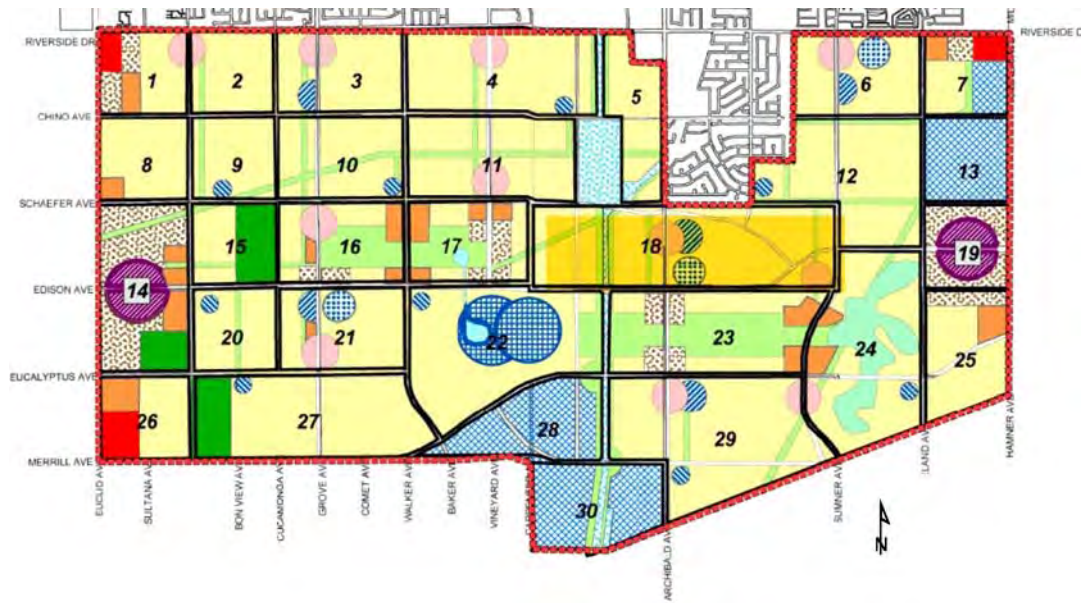 RIVERSIDE DR
RIVERSIDE D
1
2
3
4
5
6
7
CHINO AVE
8
9
10
11
12
13
SCHAEFER AVE
14
15
16
17
18
19
EDISON AVE
20
21
22
23
24
25
EUCALYPTUS AVE
26
27
28
29
MERRILL AVE
30
EUCLID AVE
SULTANA AVE
BON VIEW AVE
CUCAMONGA AVE
GROVE AVE
COMET AVE
WALKER AVE
BAKER AVE
VINEYARD AVE
ARCHIBALD AVE
SUMNER AVE
HAMNER AVE
N